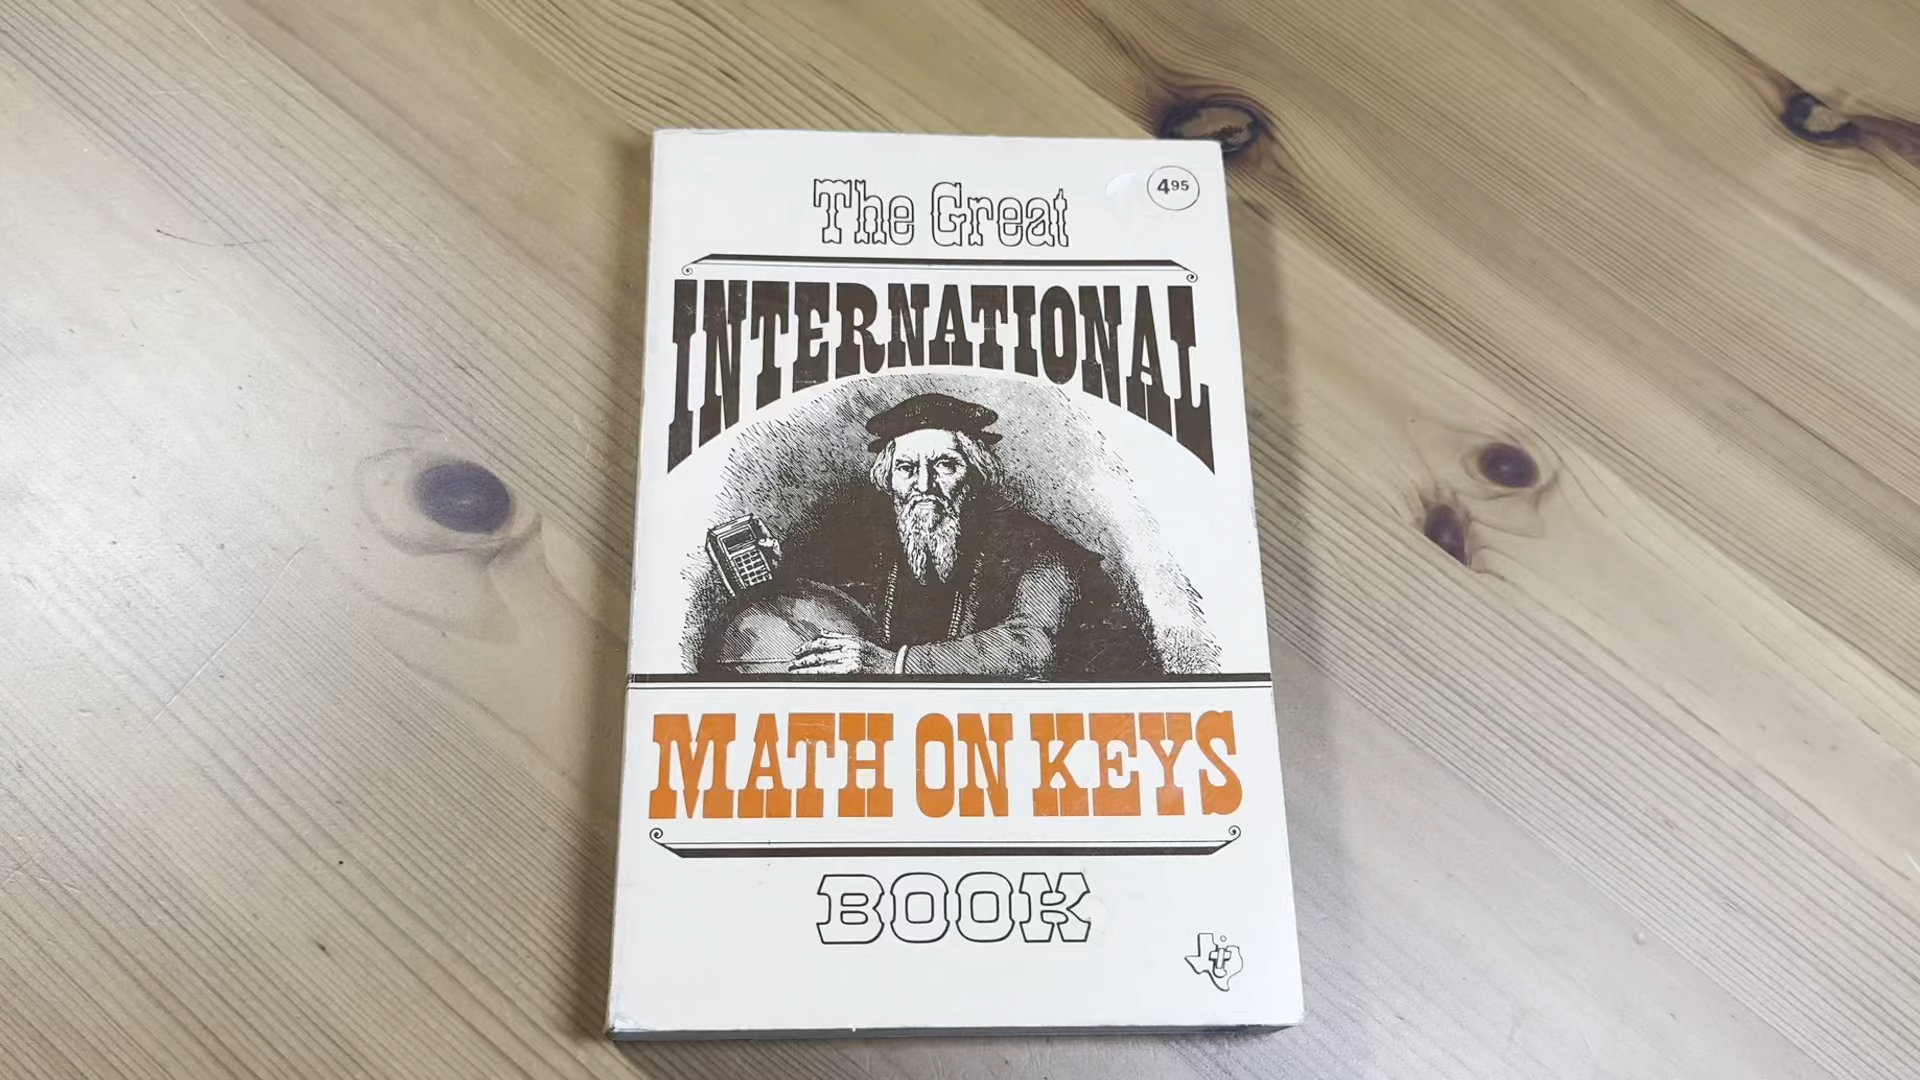 The Great
4.95
INTERNATIONAL
MATH ON KEYS
BOOK